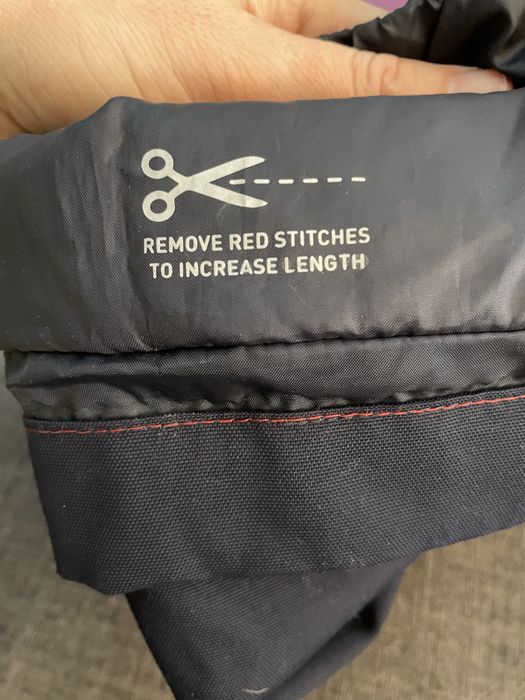 REMOVE RED STITCHES
TO INCREASE LENGTH